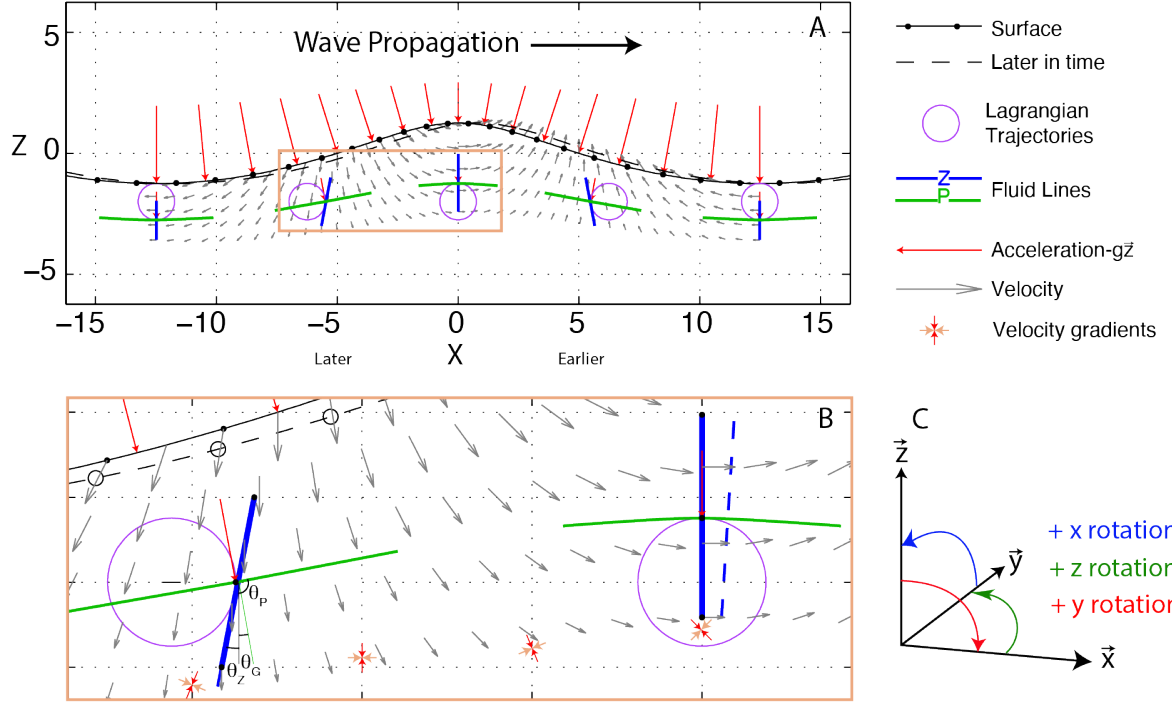 A
Wave Propagation
5
Z
0
−5
−15
−10
−5
0
5
10
15
Later
X
Earlier
Surface
Later in time
Lagrangian
Trajectories
Z
P
Fluid Lines
Acceleration-gz⃗
Velocity
Velocity gradients
B
θP
θZ
θG
C
z⃗
y⃗
x⃗
+ x rotation
+ z rotation
+ y rotation